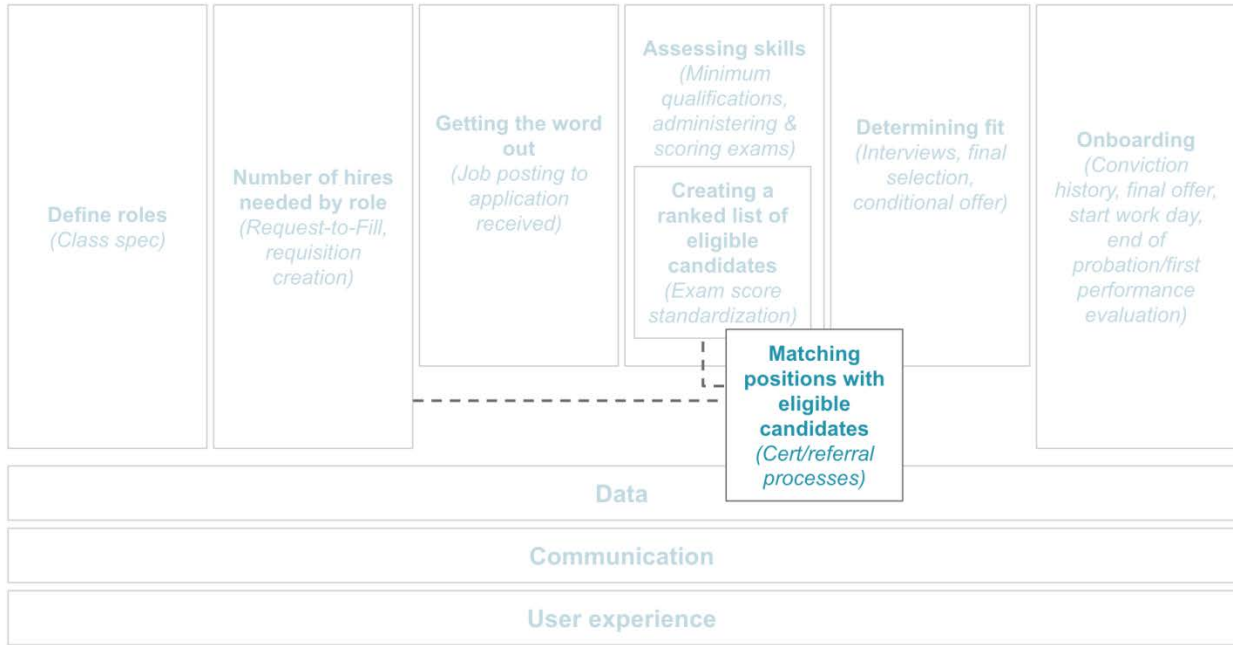 Define roles
(Class spec)
Number of hires
needed by role
(Request-to-Fill,
requisition
creation)
Getting the word
out
(Job posting to
application
received)
Assessing skills
(Minimum
qualifications,
administering &
scoring exams)
Creating a
ranked list of
eligible
candidates
(Exam score
standardization)
Matching
positions with
eligible
candidates
(Cert/referral
processes)
Determining fit
(Interviews, final
selection,
conditional offer)
Onboarding
(Conviction
history, final offer,
start work day,
end of
probation/first
performance
evaluation)
Data
Communication
User experience